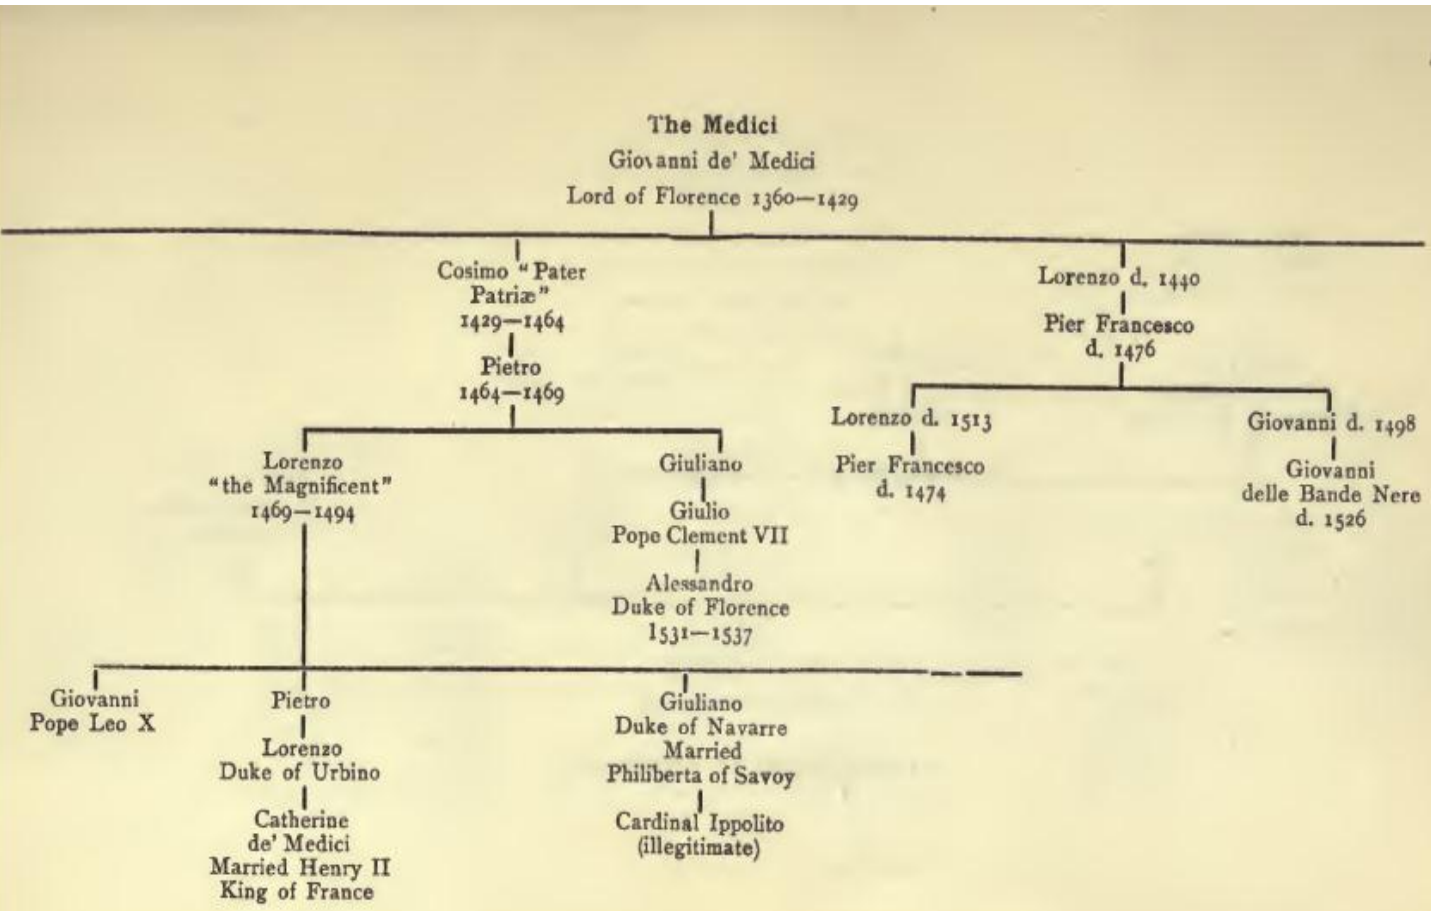 The Medici
Giovanni de' Medici
Lord of Florence 1360—1429
Cosimo "Pater
Patriæ"
1429—1464
Pietro
1464—1469
Lorenzo d. 1440
Pier Francesco
d. 1476
Lorenzo
"the Magnificent"
1469—1494
Giuliano
Giulio
Pope Clement VII
Alessandro
Duke of Florence
1531—1537
Lorenzo d. 1513
Pier Francesco
d. 1474
Giovanni d. 1498
Giovanni
delle Bande Nere
d. 1526
Giovanni
Pope Leo X
Pietro
Lorenzo
Duke of Urbino
Catherine
de' Medici
Married Henry II
King of France
Giuliano
Duke of Navarre
Married
Philiberta of Savoy
Cardinal Ippolito
(illegitimate)